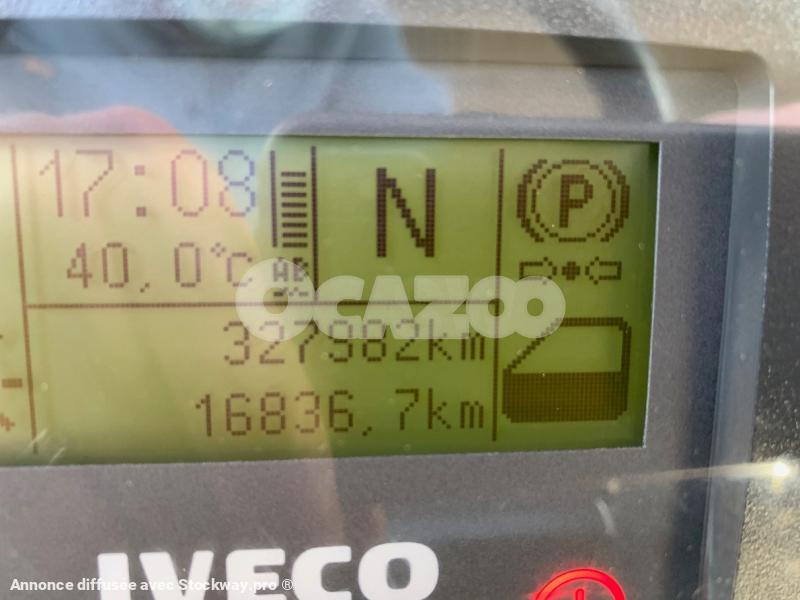 17:08
N
P
40,0°C
OCAZOO
327982km
16836,7km
IVECO
Annonce diffusée avec Stockway.pro ®